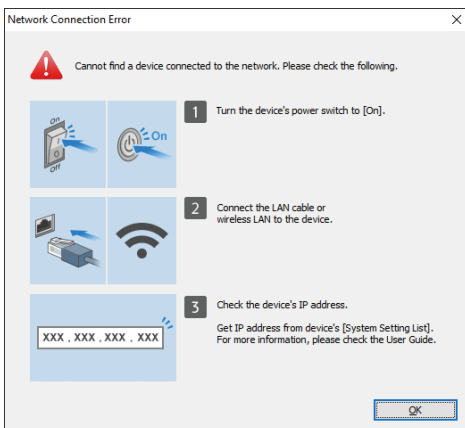 Network Connection Error
Cannot find a device connected to the network. Please check the following.
On
Off
On
1
Turn the device's power switch to [On].
2
Connect the LAN cable or
wireless LAN to the device.
3
Check the device's IP address.
XXX . XXX . XXX . XXX
Get IP address from device's [System Setting List].
For more information, please check the User Guide.
OK